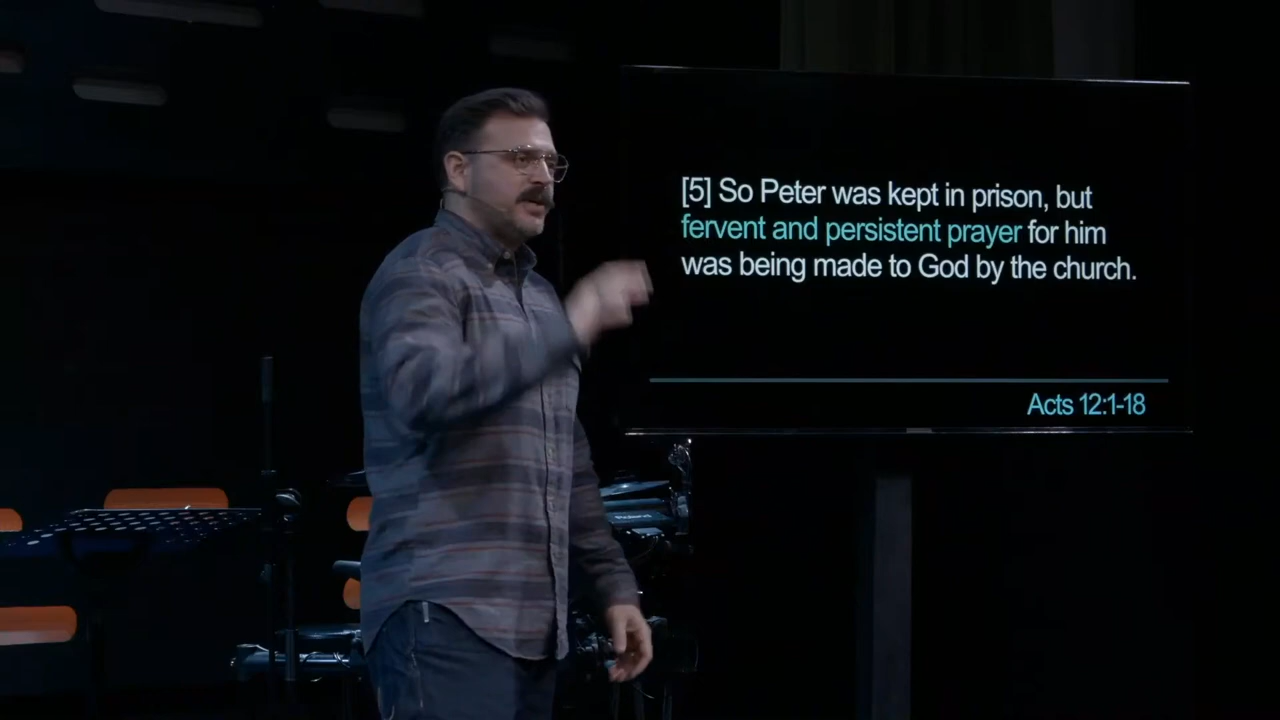 [5] So Peter was kept in prison, but
fervent and persistent prayer for him
was being made to God by the church.
Acts 12:1-18
Roland